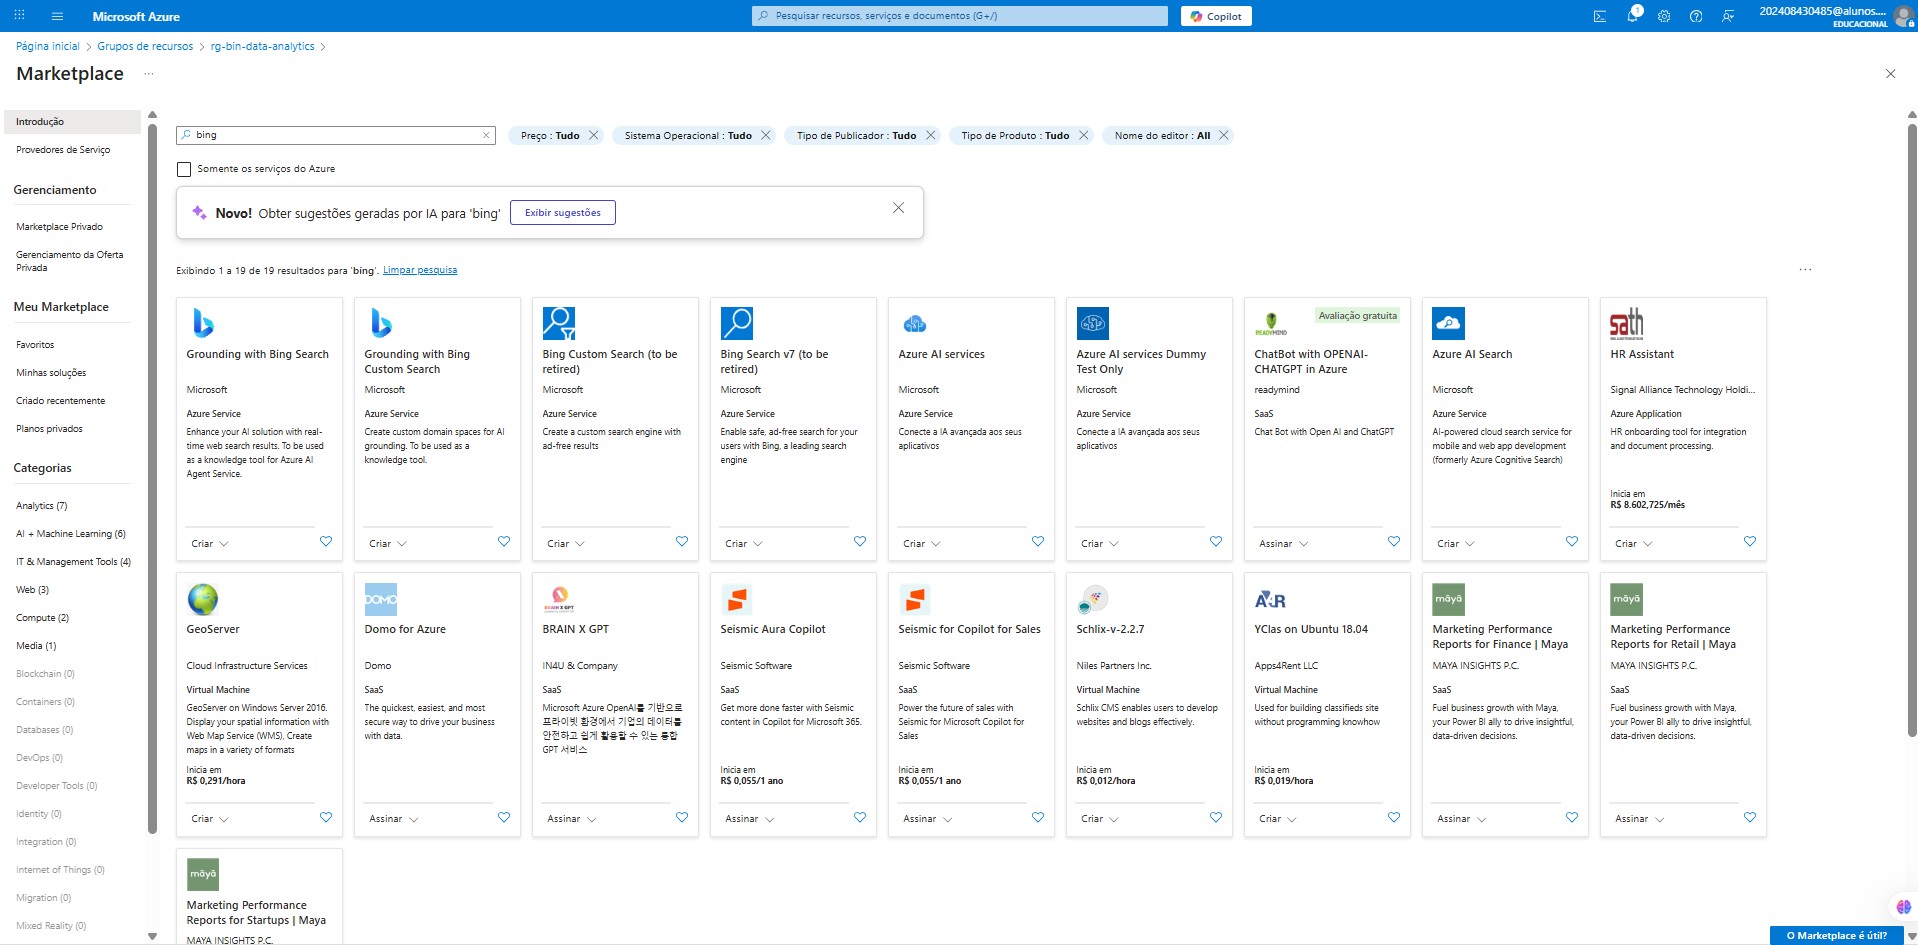 Microsoft Azure
Pesquisar recursos, serviços e documentos (G+/)
Copilot
1
202408430485@alunos....
EDUCACIONAL
Página inicial > Grupos de recursos > rg-bin-data-analytics >
Marketplace ...
Introdução
Provedores de Serviço
Gerenciamento
Marketplace Privado
Gerenciamento da Oferta
Privada
Meu Marketplace
Favoritos
Minhas soluções
Criado recentemente
Planos privados
Categorias
Analytics (7)
AI + Machine Learning (6)
IT & Management Tools (4)
Web (3)
Compute (2)
Media (1)
Blockchain (0)
Containers (0)
Databases (0)
DevOps (0)
Developer Tools (0)
Identity (0)
Integration (0)
Internet of Things (0)
Migration (0)
Mixed Reality (0)
bing
Preço : Tudo
Sistema Operacional : Tudo
Tipo de Publicador : Tudo
Tipo de Produto : Tudo
Nome do editor : All
Somente os serviços do Azure
Novo! Obter sugestões geradas por IA para 'bing'
Exibir sugestões
Exibindo 1 a 19 de 19 resultados para 'bing'. Limpar pesquisa
...
Grounding with Bing Search
Microsoft
Azure Service
Enhance your AI solution with real-
time web search results. To be used
as a knowledge tool for Azure AI
Agent Service.
Criar
Grounding with Bing
Custom Search
Microsoft
Azure Service
Create custom domain spaces for AI
grounding. To be used as a
knowledge tool.
Criar
Bing Custom Search (to be
retired)
Microsoft
Azure Service
Create a custom search engine with
ad-free results
Criar
Bing Search v7 (to be
retired)
Microsoft
Azure Service
Enable safe, ad-free search for your
users with Bing, a leading search
engine
Criar
Azure AI services
Microsoft
Azure Service
Conecte a IA avançada aos seus
aplicativos
Criar
Azure AI services Dummy
Test Only
Microsoft
Azure Service
Conecte a IA avançada aos seus
aplicativos
Criar
READYMIND
Avaliação gratuita
ChatBot with OPENAI-
CHATGPT in Azure
readymind
SaaS
Chat Bot with Open AI and ChatGPT
Assinar
Azure AI Search
Microsoft
Azure Service
AI-powered cloud search service for
mobile and web app development
(formerly Azure Cognitive Search)
Criar
sath
HR Assistant
Signal Alliance Technology Holdi...
Azure Application
HR onboarding tool for integration
and document processing.
Inicia em
R$ 8.602,725/mês
Criar
GeoServer
Cloud Infrastructure Services
Virtual Machine
GeoServer on Windows Server 2016.
Display your spatial information with
Web Map Service (WMS), Create
maps in a variety of formats
Inicia em
R$ 0,291/hora
Criar
DOMO
Domo for Azure
Domo
SaaS
The quickest, easiest, and most
secure way to drive your business
with data.
Assinar
BRAIN X GPT
BRAIN X GPT
IN4U & Company
SaaS
Microsoft Azure OpenAI를 기반으로
프라이빗 환경에서 기업의 데이터를
안전하고 쉽게 활용할 수 있는 통합
GPT 서비스
Assinar
Seismic Aura Copilot
Seismic Software
SaaS
Get more done faster with Seismic
content in Copilot for Microsoft 365.
Inicia em
R$ 0,055/1 ano
Assinar
Seismic for Copilot for Sales
Seismic Software
SaaS
Power the future of sales with
Seismic for Microsoft Copilot for
Sales
Inicia em
R$ 0,055/1 ano
Assinar
Schlix-v-2.2.7
Niles Partners Inc.
Virtual Machine
Schlix CMS enables users to develop
websites and blogs effectively.
Inicia em
R$ 0,012/hora
Criar
A4R
YClas on Ubuntu 18.04
Apps4Rent LLC
Virtual Machine
Used for building classifieds site
without programming knowhow
Inicia em
R$ 0,019/hora
Criar
māyā
Marketing Performance
Reports for Finance | Maya
MAYA INSIGHTS P.C.
SaaS
Fuel business growth with Maya,
your Power BI ally to drive insightful,
data-driven decisions.
Assinar
māyā
Marketing Performance
Reports for Retail | Maya
MAYA INSIGHTS P.C.
SaaS
Fuel business growth with Maya,
your Power BI ally to drive insightful,
data-driven decisions.
Assinar
māyā
Marketing Performance
Reports for Startups | Maya
MAYA INSIGHTS P.C.
O Marketplace é útil?